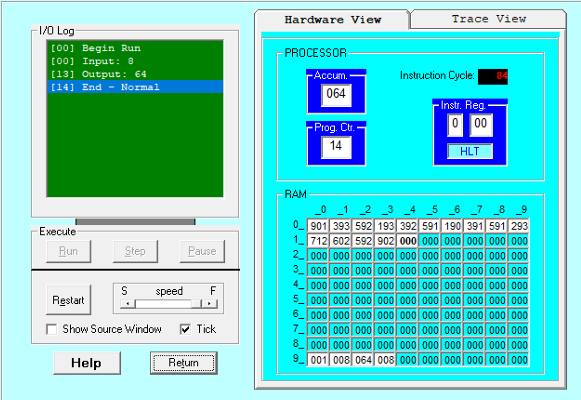 I/O Log
[00] Begin Run
[00] Input: 8
[13] Output: 64
[14] End - Normal
Execute
Run Step Pause
Restart
S speed F
Show Source Window Tick
Help Return
Hardware View Trace View
PROCESSOR
Accum.
064
Instruction Cycle: 84
Prog. Ctr.
14
Instr. Reg.
0 00
HLT
RAM
_0 _1 _2 _3 _4 _5 _6 _7 _8 _9
0_ 901 393 592 193 392 591 190 391 591 293
1_ 712 602 592 902 000 000 000 000 000 000
2_ 000 000 000 000 000 000 000 000 000 000
3_ 000 000 000 000 000 000 000 000 000 000
4_ 000 000 000 000 000 000 000 000 000 000
5_ 000 000 000 000 000 000 000 000 000 000
6_ 000 000 000 000 000 000 000 000 000 000
7_ 000 000 000 000 000 000 000 000 000 000
8_ 000 000 000 000 000 000 000 000 000 000
9_ 001 008 064 008 000 000 000 000 000 000